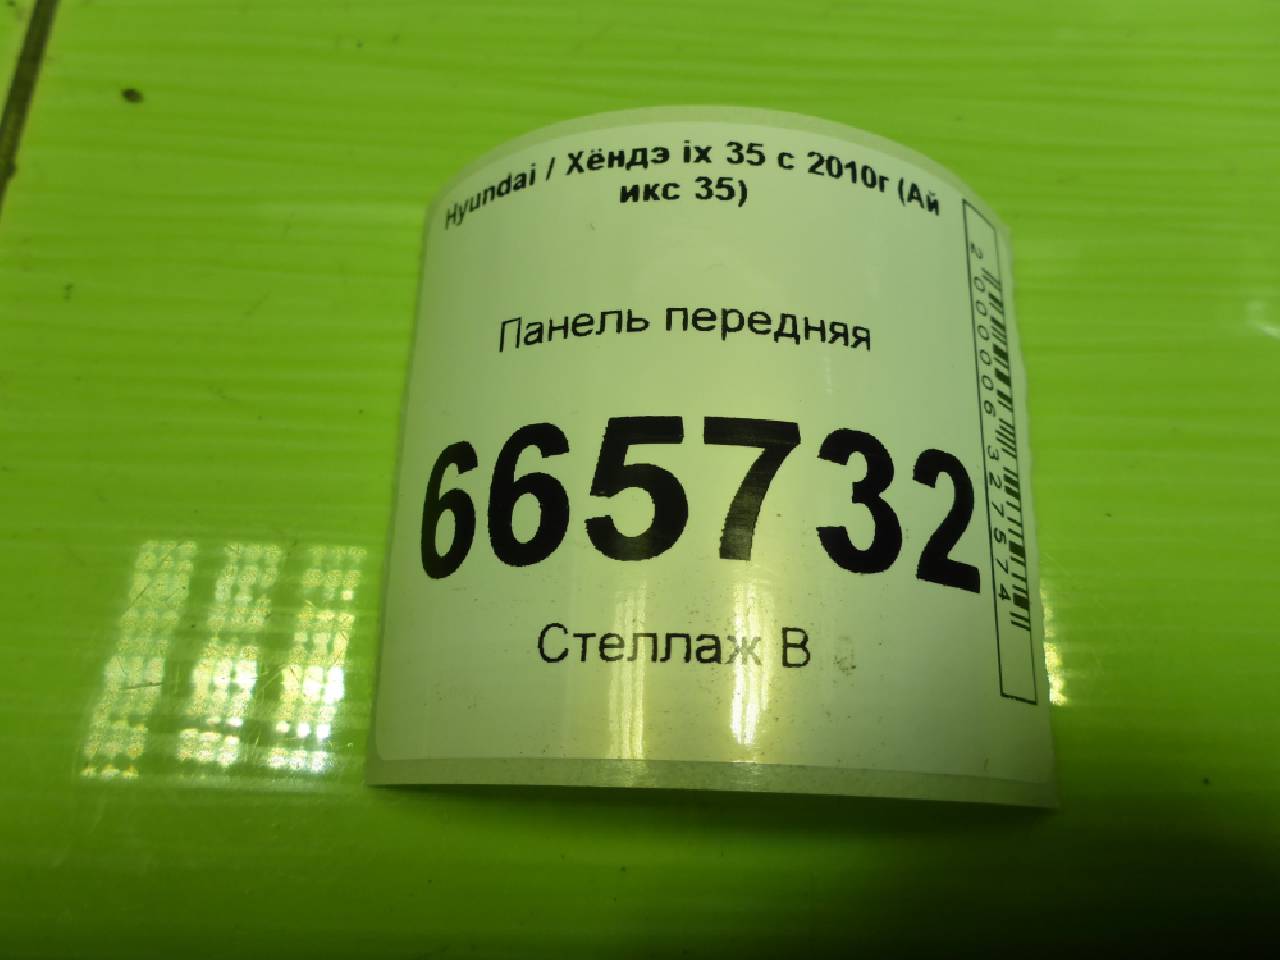 Hyundai / Хёндэ ix 35 с 2010г (Ай
икс 35)
Панель передняя
665732
Стеллаж В
2000006327574